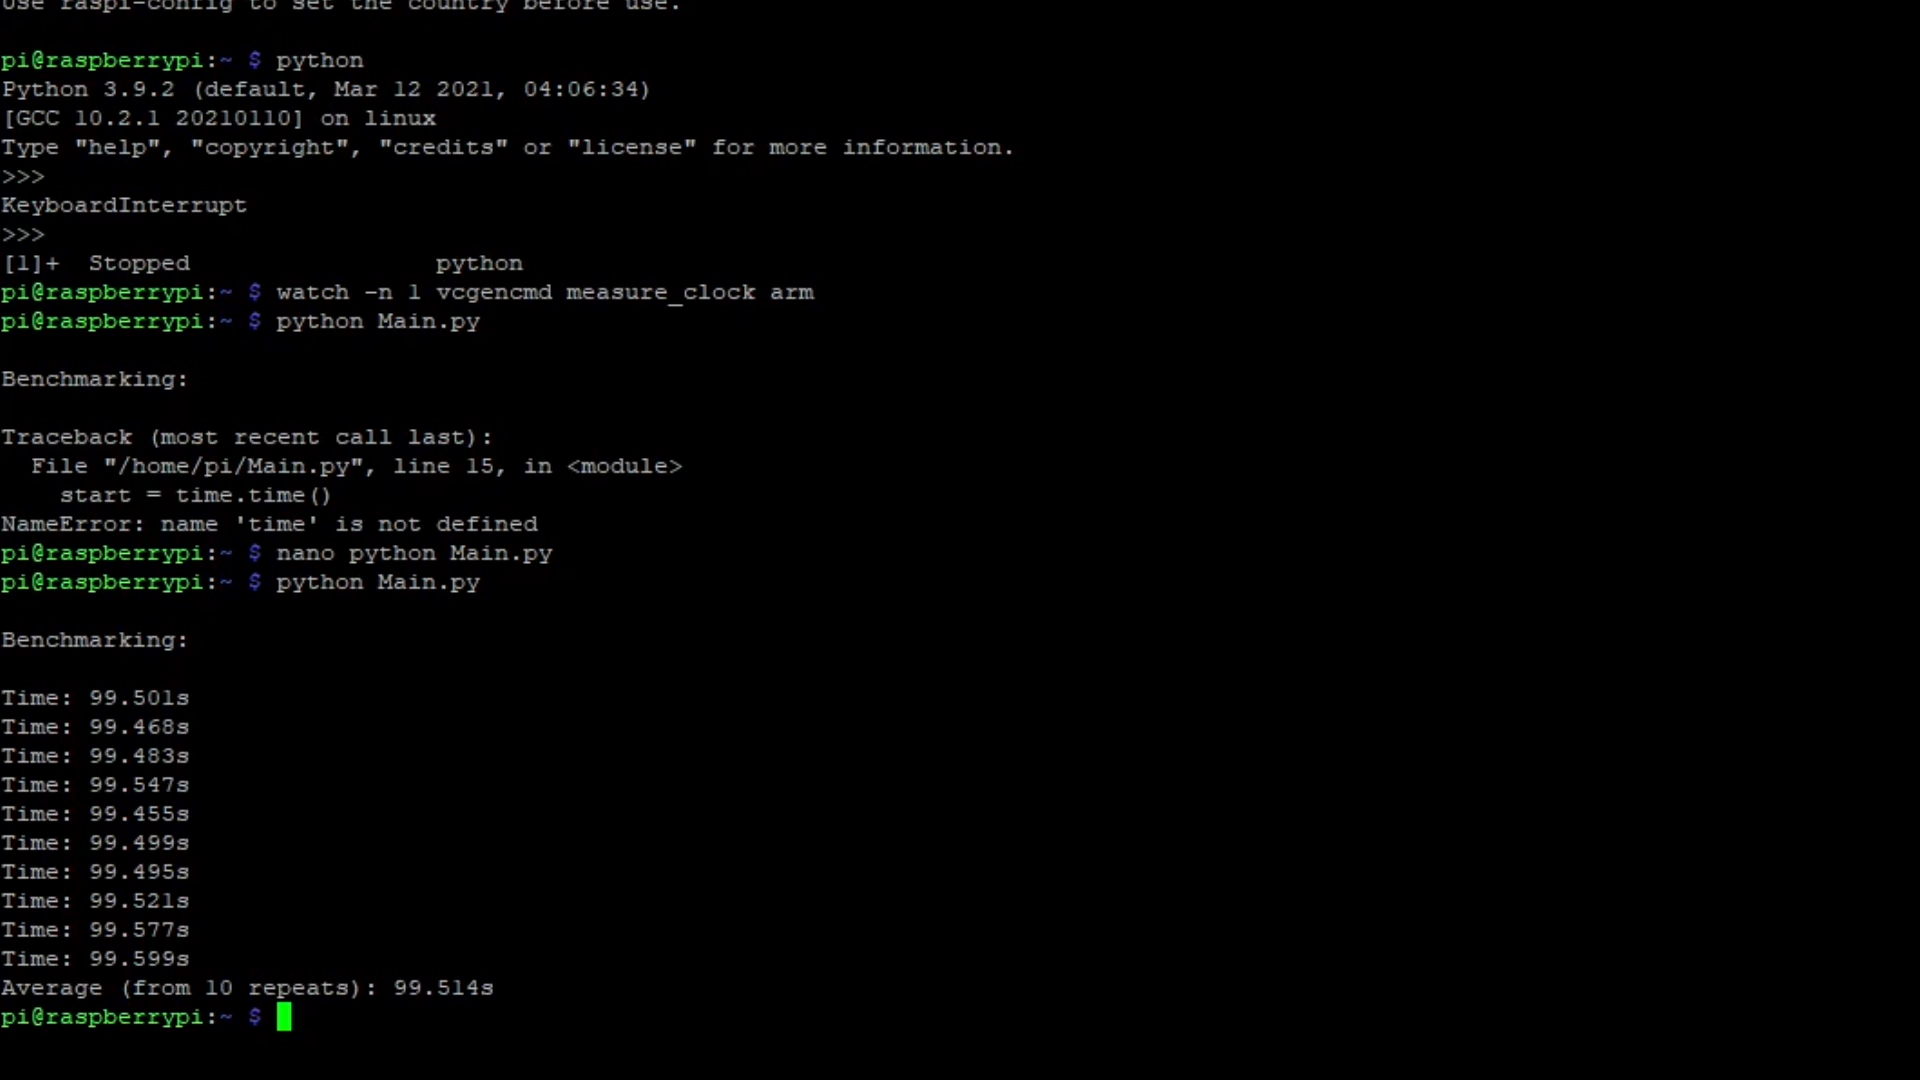 Use raspi-config to set the country before use.
pi@raspberrypi:~ $ python
Python 3.9.2 (default, Mar 12 2021, 04:06:34)
[GCC 10.2.1 20210110] on linux
Type "help", "copyright", "credits" or "license" for more information.
>>>
KeyboardInterrupt
>>>
[1]+  Stopped                 python
pi@raspberrypi:~ $ watch -n 1 vcgencmd measure_clock arm
pi@raspberrypi:~ $ python Main.py
Benchmarking:
Traceback (most recent call last):
  File "/home/pi/Main.py", line 15, in <module>
    start = time.time()
NameError: name 'time' is not defined
pi@raspberrypi:~ $ nano python Main.py
pi@raspberrypi:~ $ python Main.py
Benchmarking:
Time: 99.501s
Time: 99.468s
Time: 99.483s
Time: 99.547s
Time: 99.455s
Time: 99.499s
Time: 99.495s
Time: 99.521s
Time: 99.577s
Time: 99.599s
Average (from 10 repeats): 99.514s
pi@raspberrypi:~ $